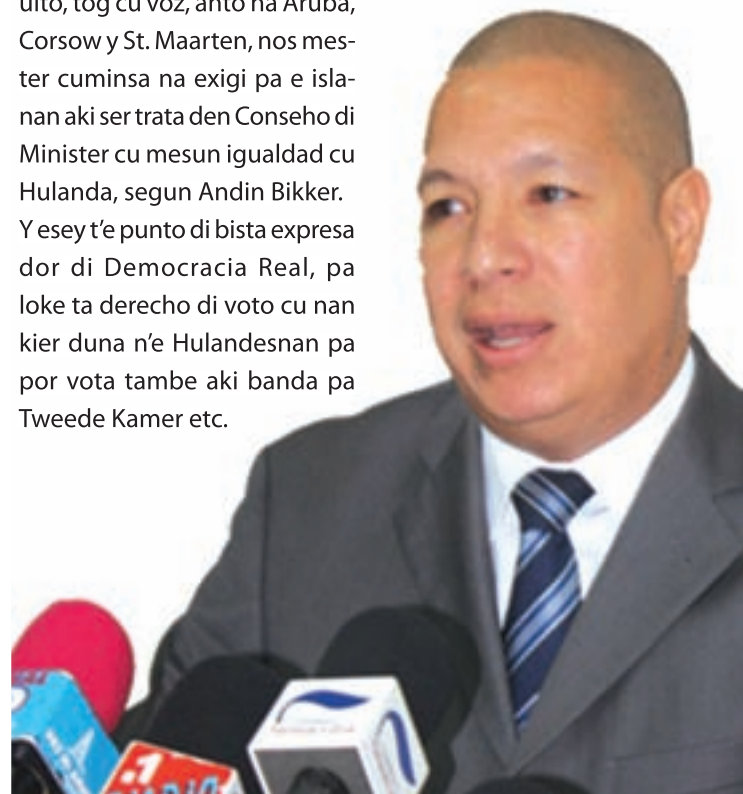 ulto, tog cu voz, anto na Aruba,
Corsow y St. Maarten, nos mes-
ter cuminsa na exigi pa e isla-
nan aki ser trata den Conseho di
Minister cu mesun igualdad cu
Hulanda, segun Andin Bikker.
Y esey t’e punto di bista expresa
dor di Democracia Real, pa
loke ta derecho di voto cu nan
kier duna n’e Hulandesnan pa
por vota tambe aki banda pa
Tweede Kamer etc.
.1
DIARIO